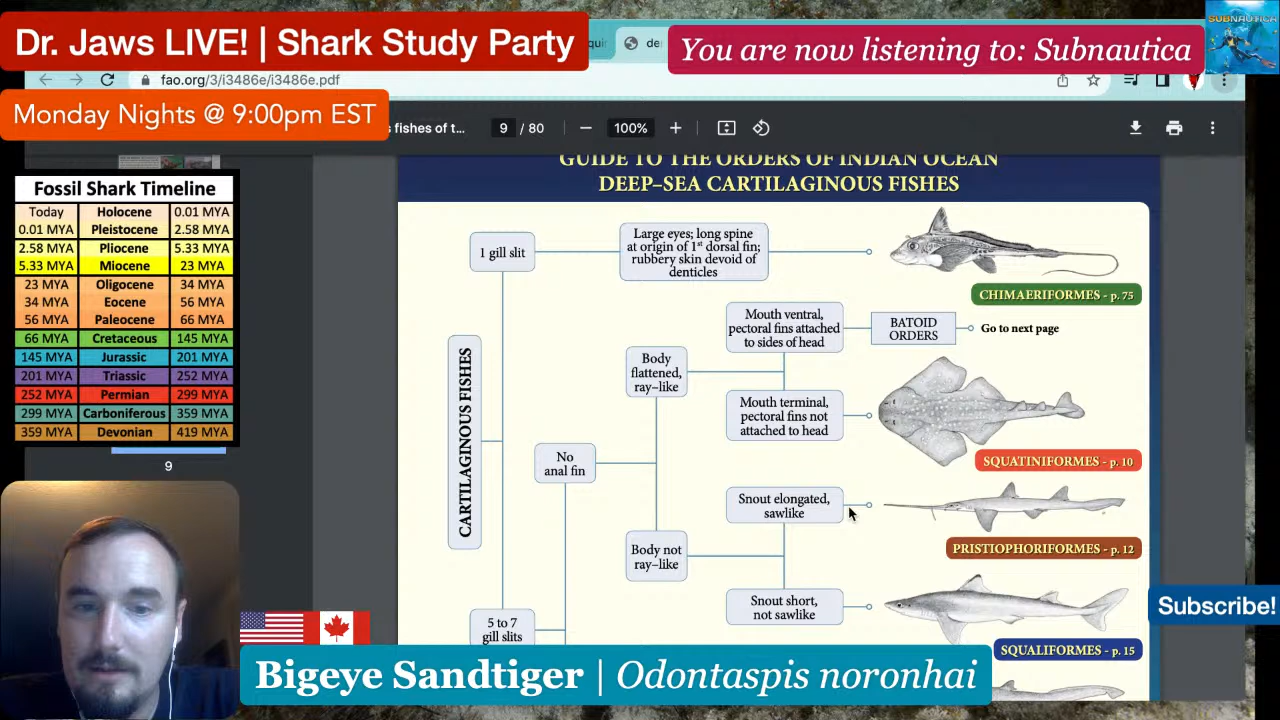 Dr. Jaws LIVE! | Shark Study Party
You are now listening to: Subnautica
SUBNAUTICA
de
fao.org/3/i3486e/i3486e.pdf
Monday Nights @ 9:00pm EST
s fishes of t...
9 / 80
100%
GUIDE TO THE ORDERS OF INDIAN OCEAN
DEEP–SEA CARTILAGINOUS FISHES
Fossil Shark Timeline
Today Holocene 0.01 MYA
0.01 MYA Pleistocene 2.58 MYA
2.58 MYA Pliocene 5.33 MYA
5.33 MYA Miocene 23 MYA
23 MYA Oligocene 34 MYA
34 MYA Eocene 56 MYA
56 MYA Paleocene 66 MYA
66 MYA Cretaceous 145 MYA
145 MYA Jurassic 201 MYA
201 MYA Triassic 252 MYA
252 MYA Permian 299 MYA
299 MYA Carboniferous 359 MYA
359 MYA Devonian 419 MYA
9
CARTILAGINOUS FISHES
1 gill slit
Large eyes; long spine
at origin of 1st dorsal fin;
rubbery skin devoid of
denticles
CHIMAERIFORMES - p. 75
Mouth ventral,
pectoral fins attached
to sides of head
BATOID
ORDERS
Go to next page
Body
flattened,
ray–like
Mouth terminal,
pectoral fins not
attached to head
SQUATINIFORMES - p. 10
No
anal fin
Snout elongated,
sawlike
PRISTIOPHORIFORMES - p. 12
Body not
ray–like
Snout short,
not sawlike
SQUALIFORMES - p. 15
5 to 7
gill slits
Subscribe!
Bigeye Sandtiger | Odontaspis noronhai